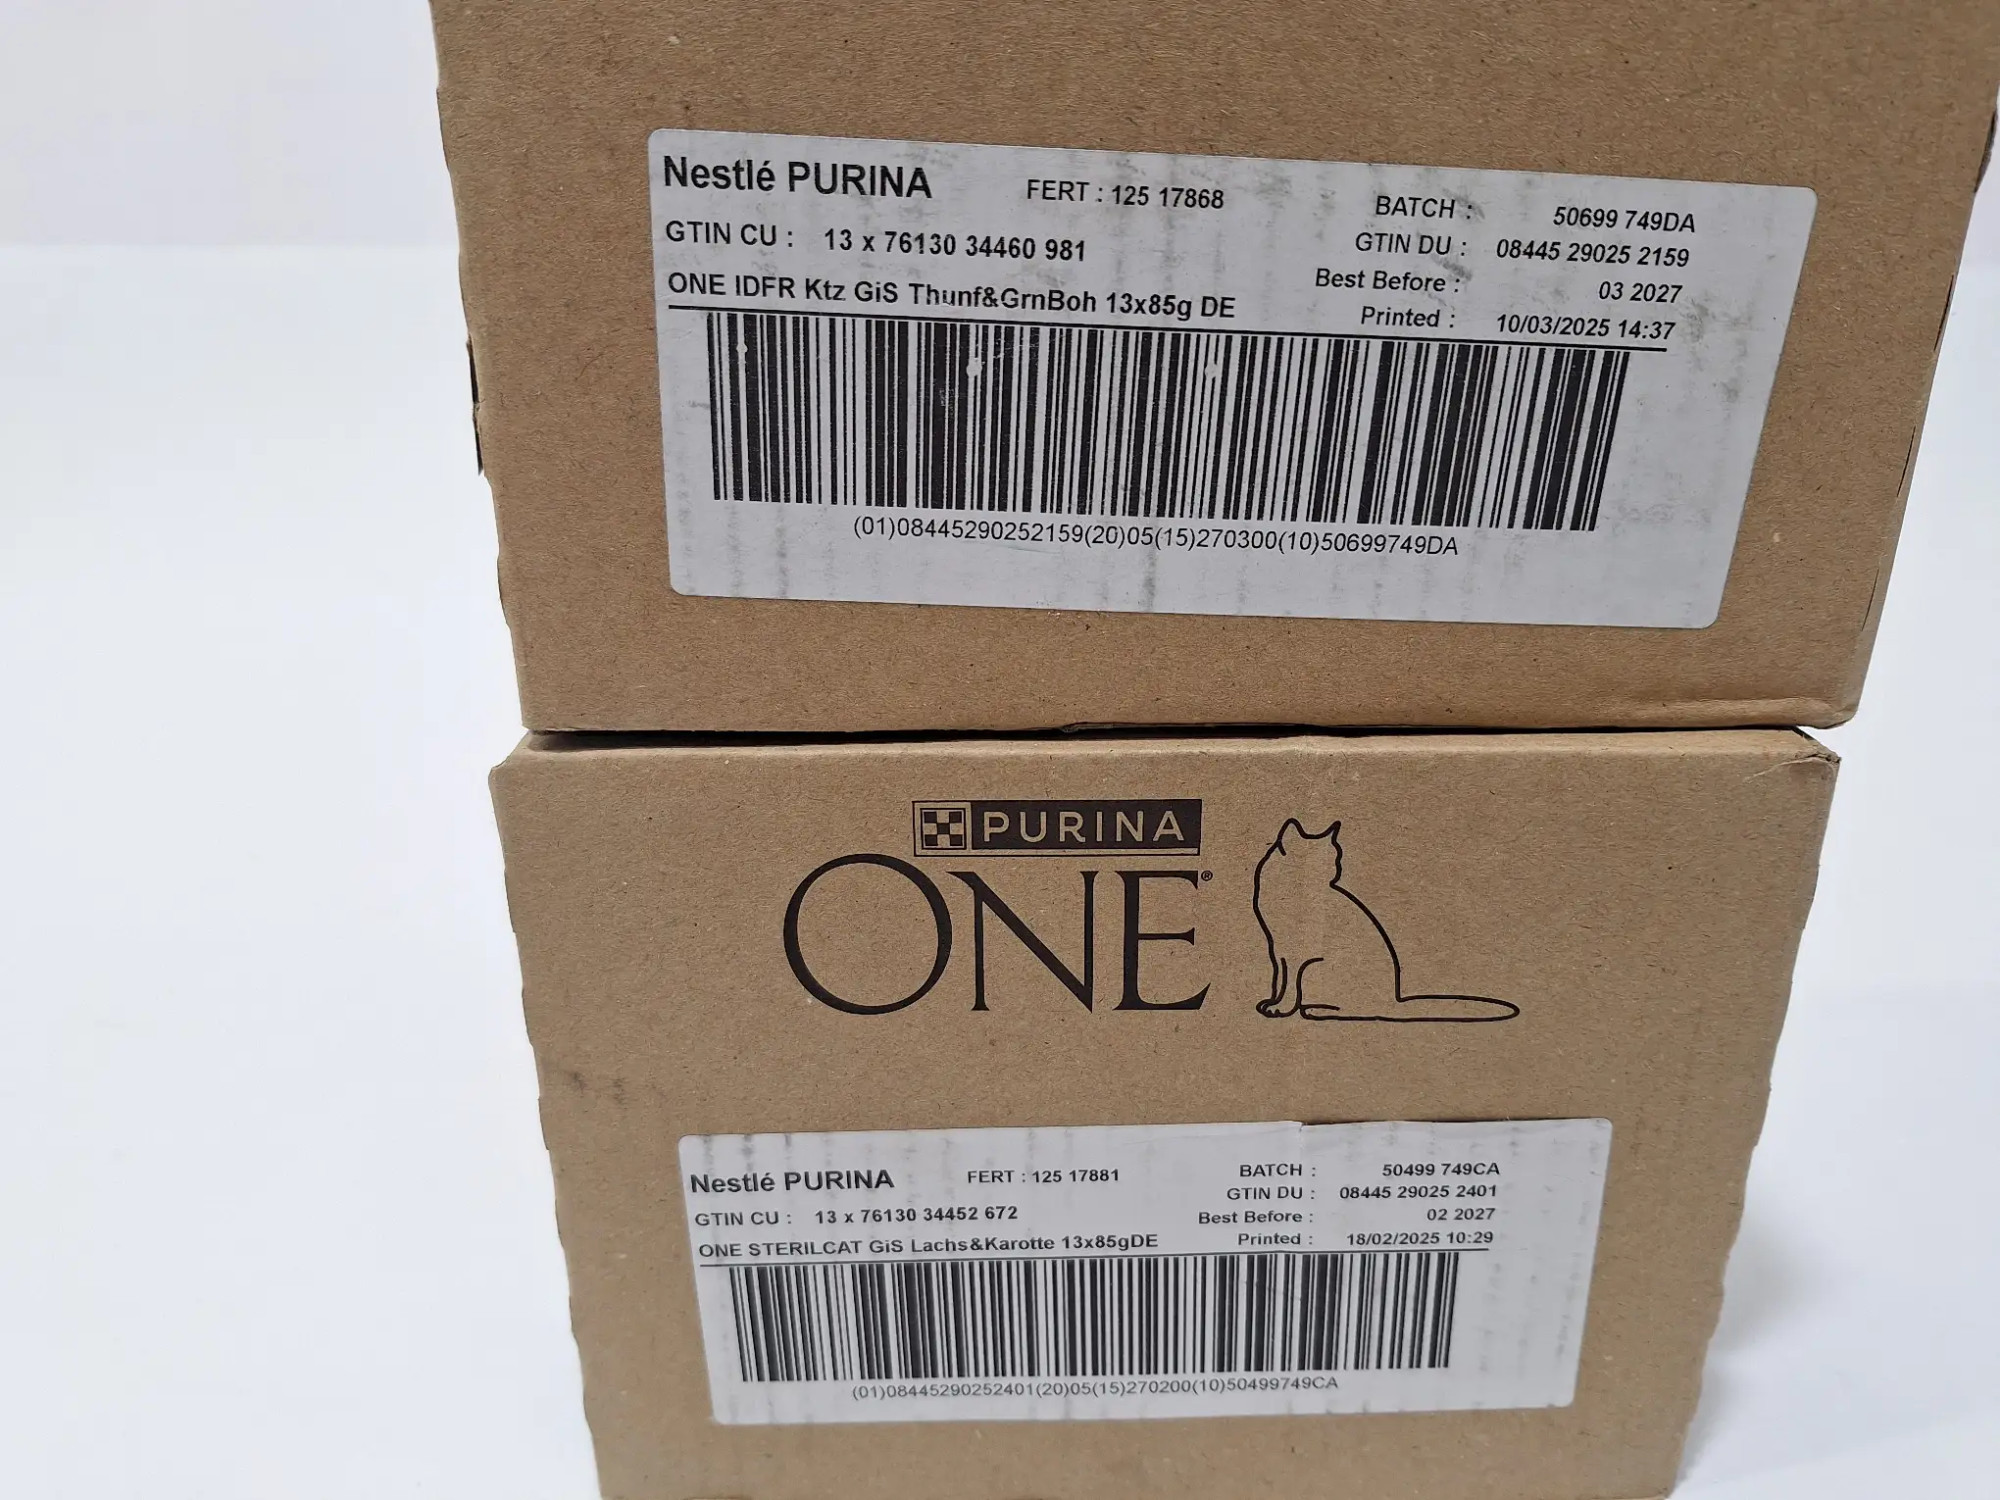 Nestlé PURINA FERT : 125 17868 BATCH : 50699 749DA
GTIN CU : 13 x 76130 34460 981 GTIN DU : 08445 29025 2159
Best Before : 03 2027
ONE IDFR Ktz GiS Thunf&GrnBoh 13x85g DE Printed : 10/03/2025 14:37
(01)08445290252159(20)05(15)270300(10)50699749DA
PURINA
ONE®
Nestlé PURINA FERT : 125 17881 BATCH : 50499 749CA
GTIN DU : 08445 29025 2401
GTIN CU : 13 x 76130 34452 672 Best Before : 02 2027
ONE STERILCAT GiS Lachs&Karotte 13x85gDE Printed : 18/02/2025 10:29
(01)08445290252401(20)05(15)270200(10)50499749CA